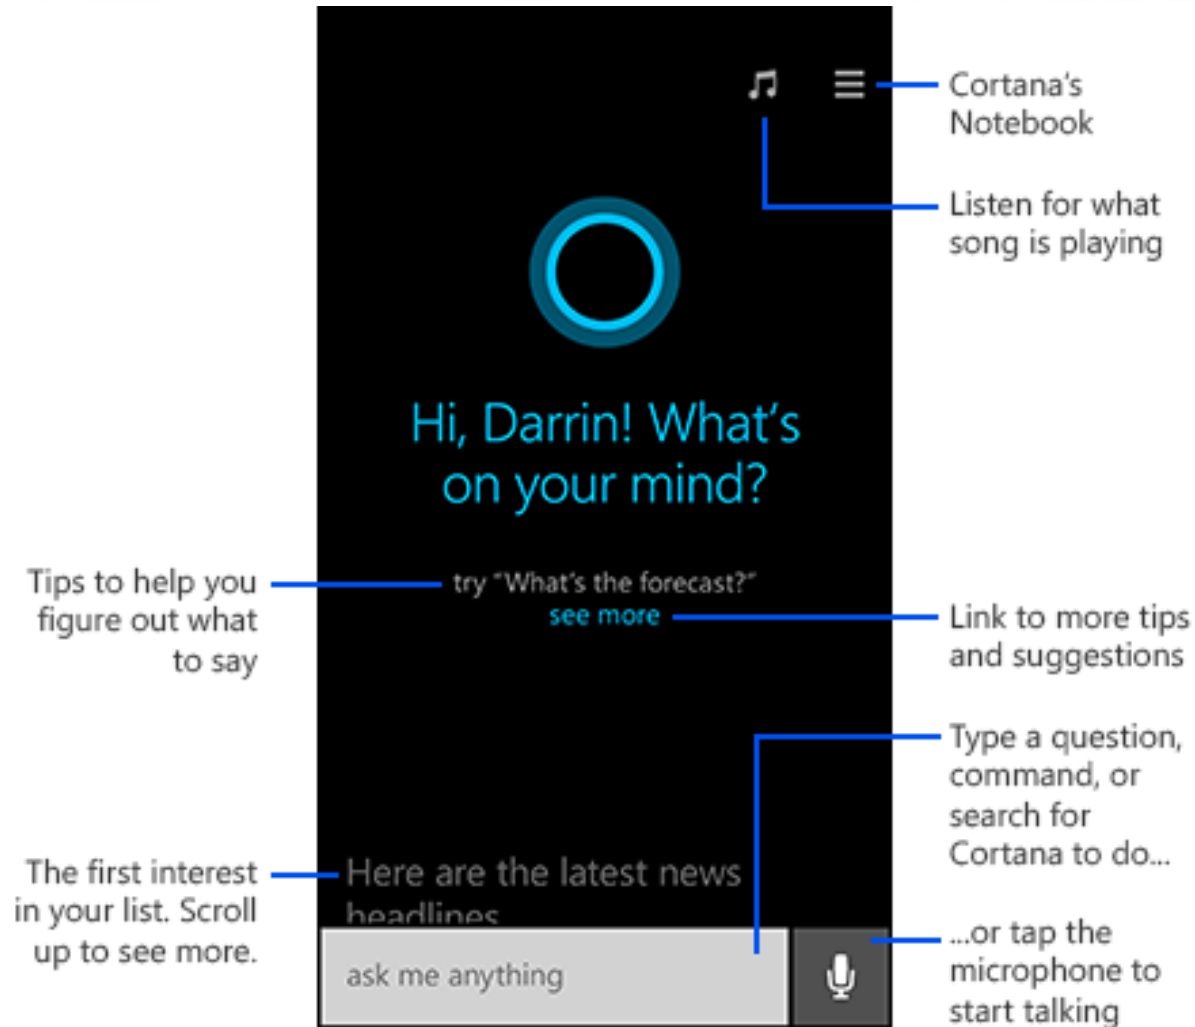 Cortana's
Notebook
Listen for what
song is playing
Hi, Darrin! What's
on your mind?
Tips to help you
figure out what
to say
try "What's the forecast?"
see more
Link to more tips
and suggestions
Type a question,
command, or
search for
Cortana to do...
The first interest
in your list. Scroll
up to see more.
Here are the latest news
headlines
ask me anything
...or tap the
microphone to
start talking